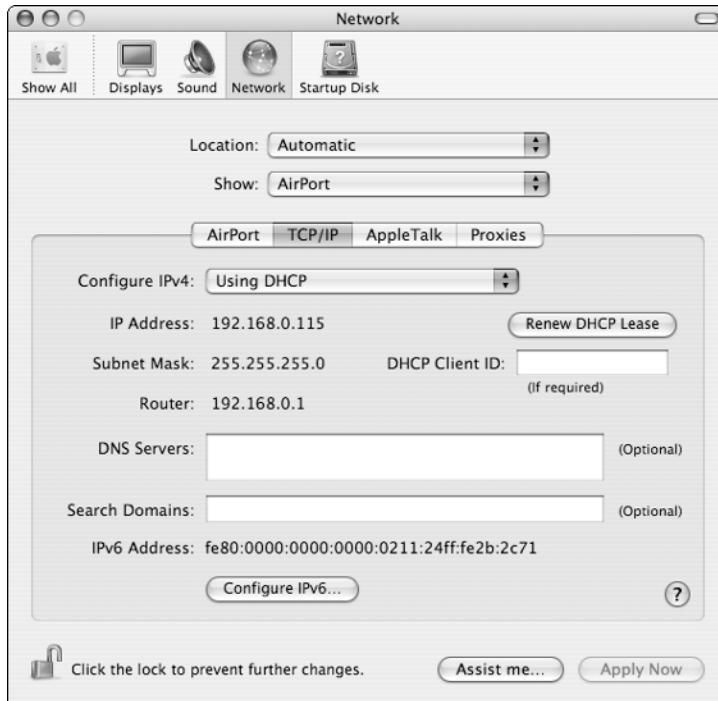 Network
Show All Displays Sound Network Startup Disk
Location: Automatic
Show: AirPort
AirPort TCP/IP AppleTalk Proxies
Configure IPv4: Using DHCP
IP Address: 192.168.0.115 Renew DHCP Lease
Subnet Mask: 255.255.255.0 DHCP Client ID:
(If required)
Router: 192.168.0.1
DNS Servers: (Optional)
Search Domains: (Optional)
IPv6 Address: fe80:0000:0000:0000:0211:24ff:fe2b:2c71
Configure IPv6... ?
Click the lock to prevent further changes. Assist me... Apply Now